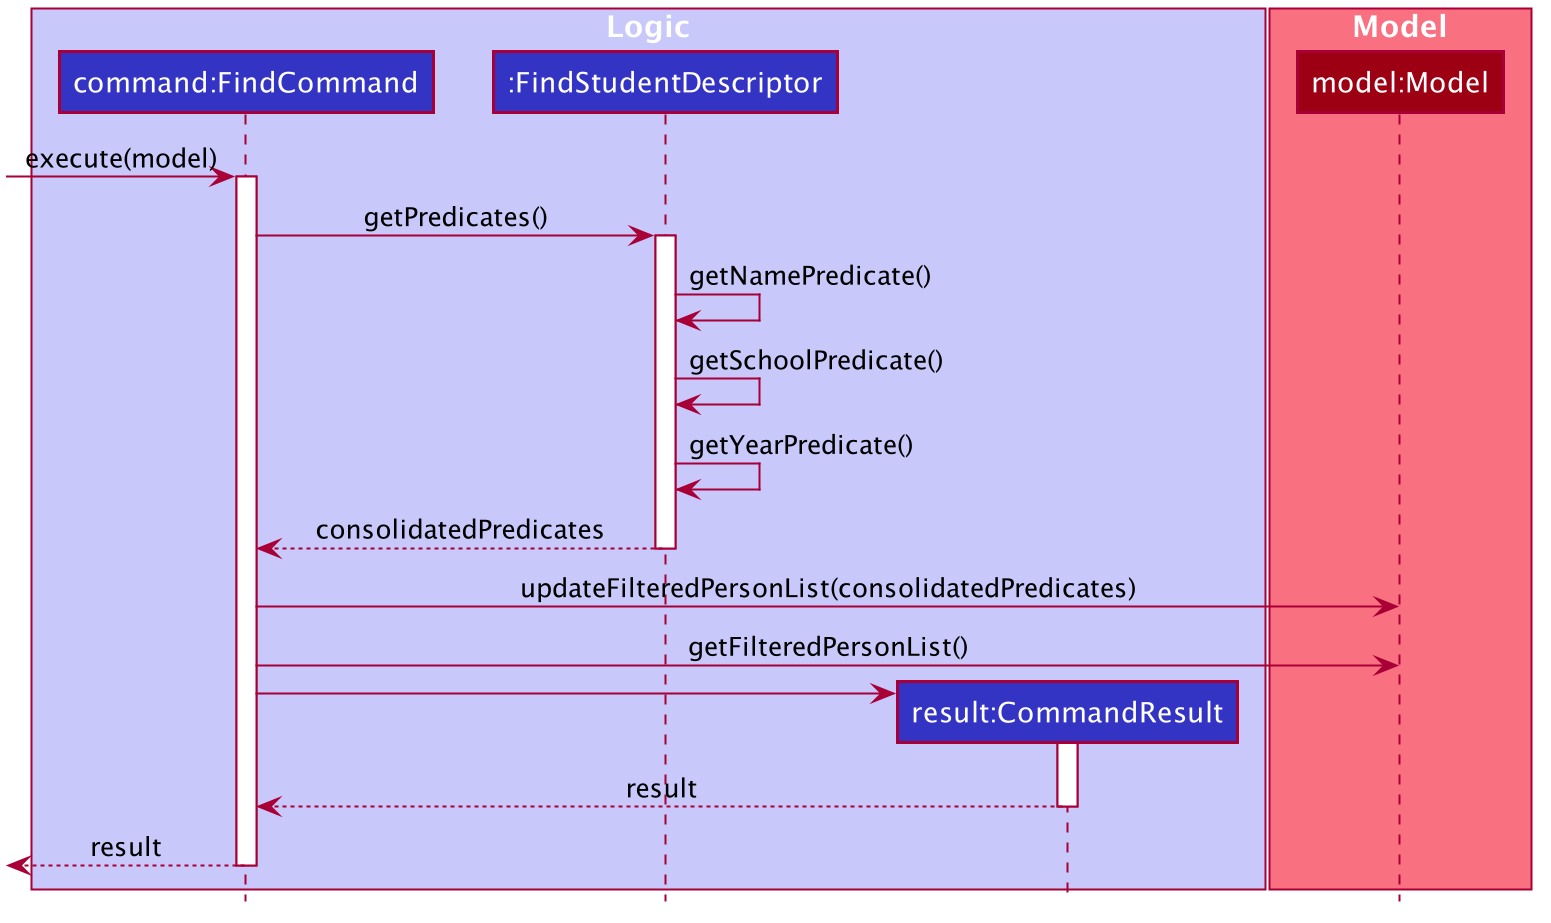 Logic
Model
command:FindCommand
:FindStudentDescriptor
model:Model
execute(model)
getPredicates()
getNamePredicate()
getSchoolPredicate()
getYearPredicate()
consolidatedPredicates
updateFilteredPersonList(consolidatedPredicates)
getFilteredPersonList()
result:CommandResult
result
result